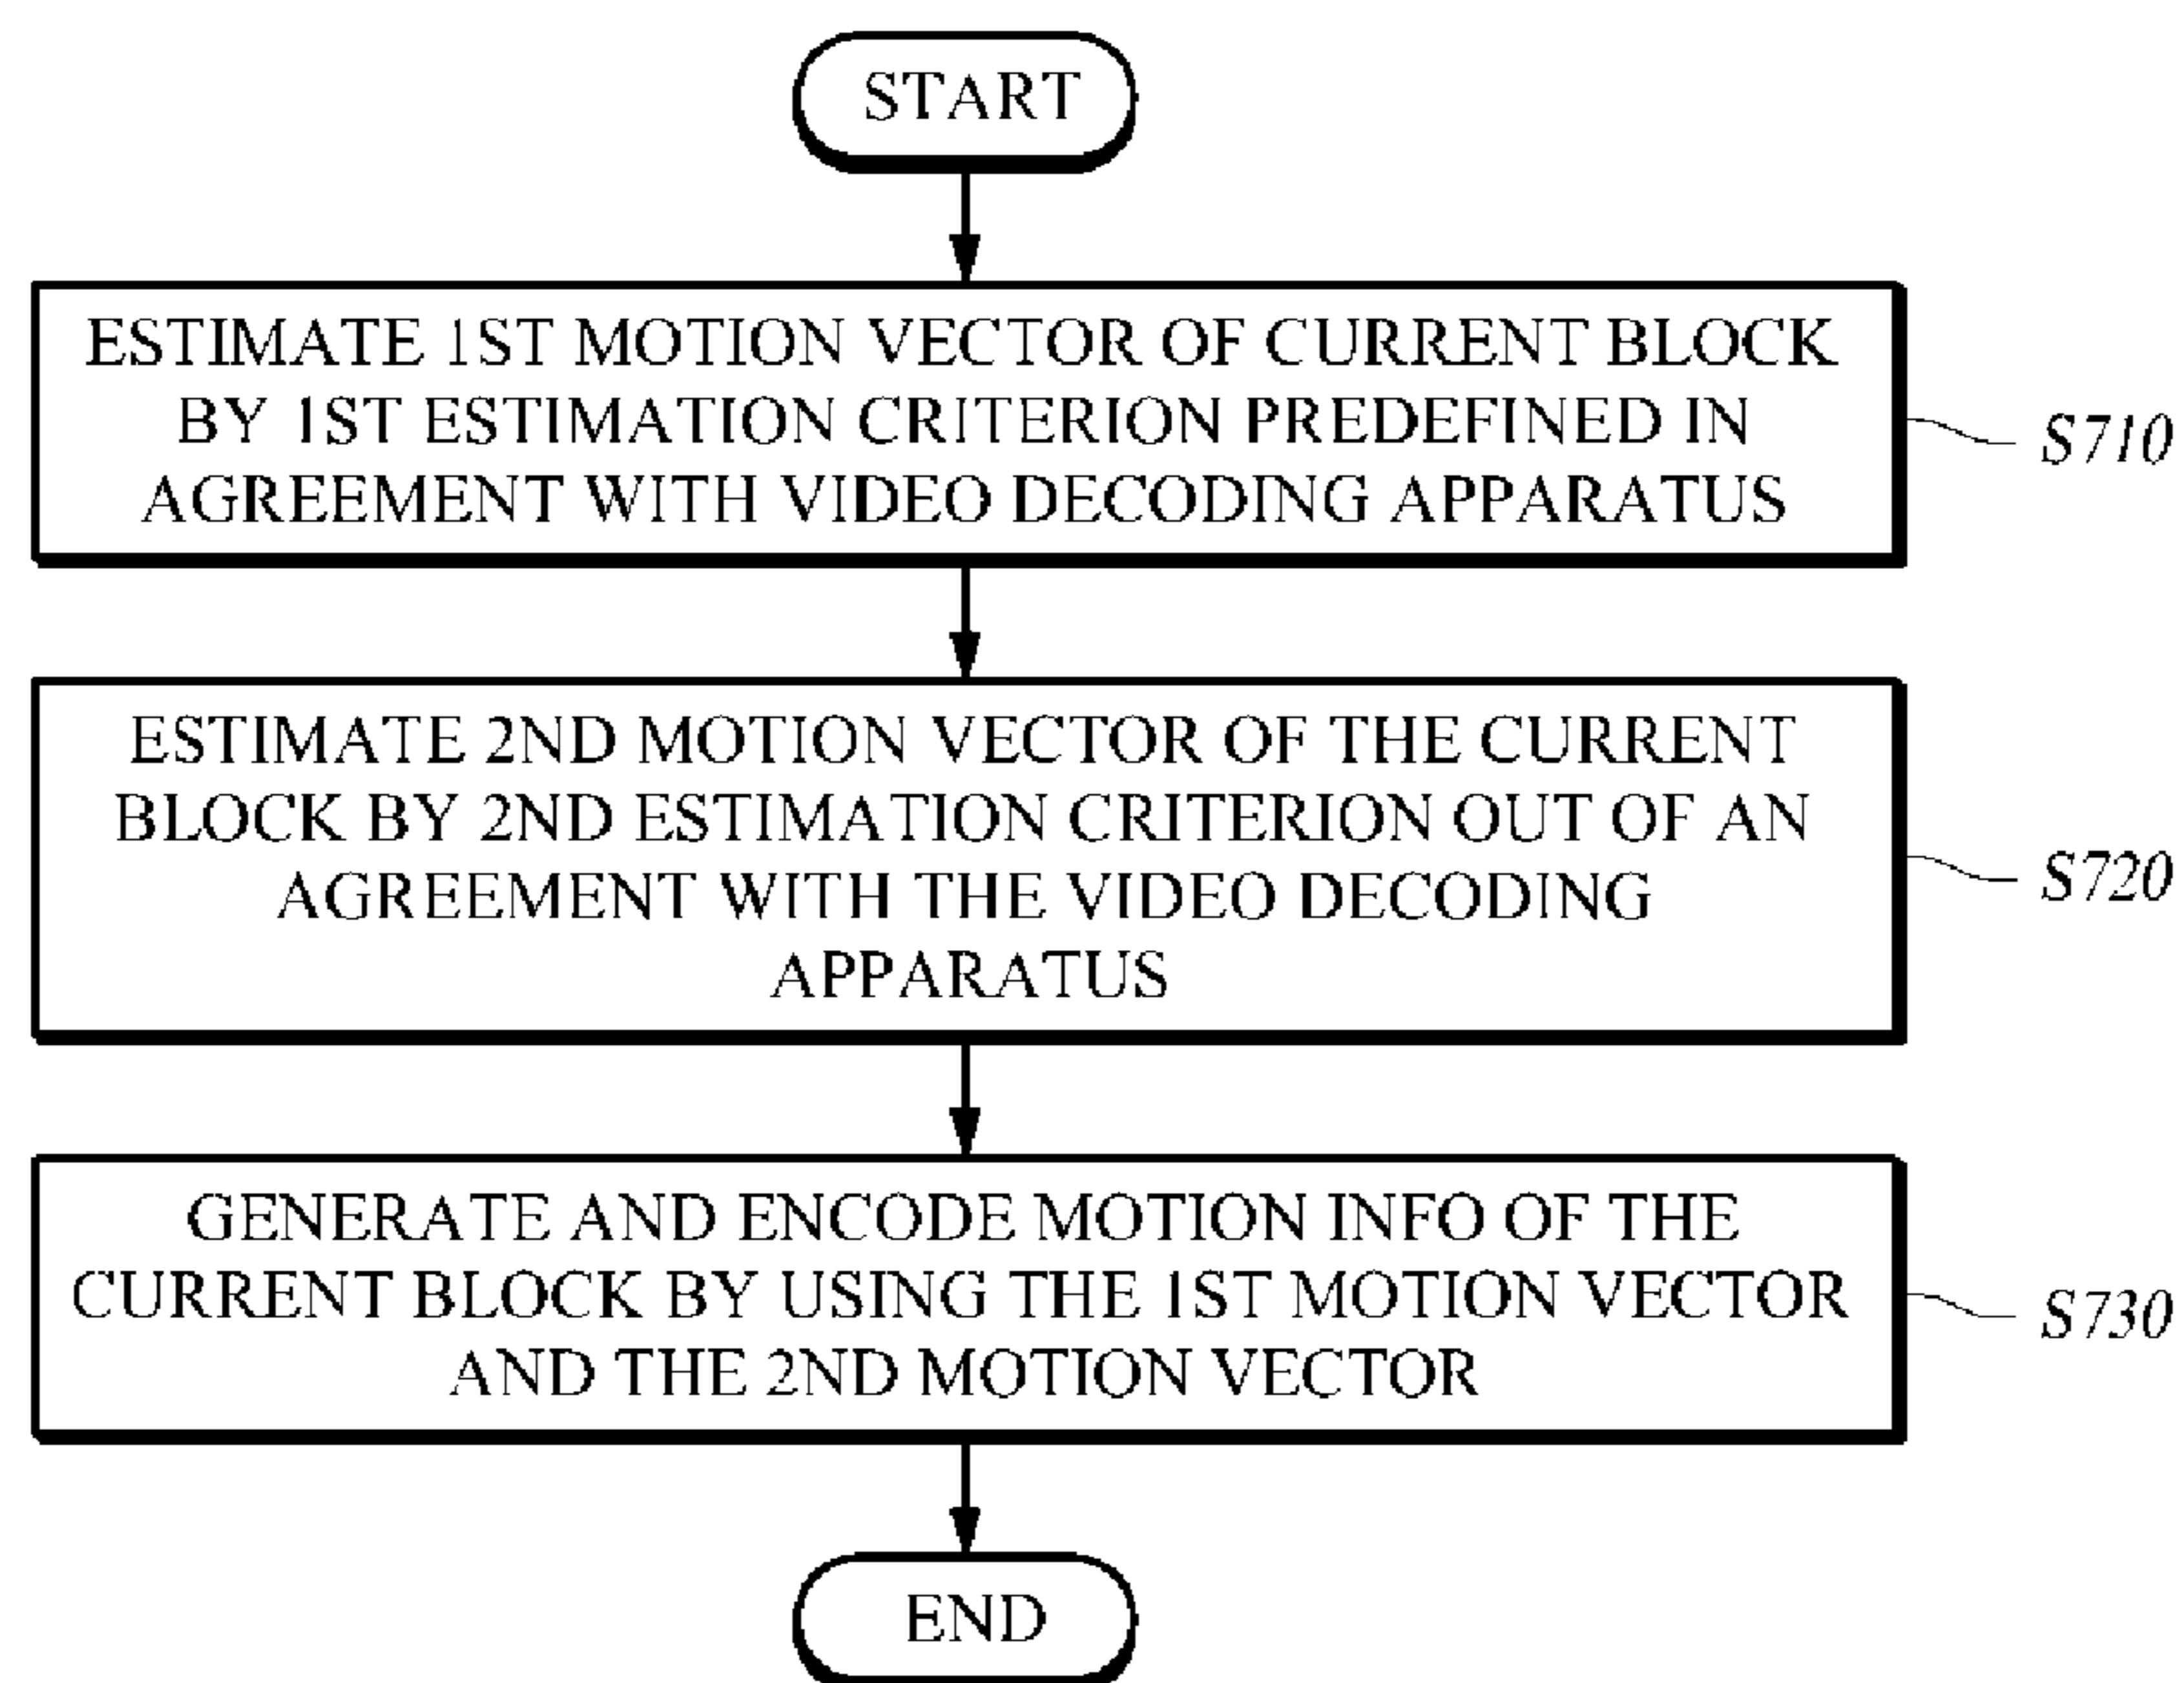 START
ESTIMATE 1ST MOTION VECTOR OF CURRENT BLOCK
BY 1ST ESTIMATION CRITERION PREDEFINED IN
AGREEMENT WITH VIDEO DECODING APPARATUS
S710
ESTIMATE 2ND MOTION VECTOR OF THE CURRENT
BLOCK BY 2ND ESTIMATION CRITERION OUT OF AN
AGREEMENT WITH THE VIDEO DECODING
APPARATUS
S720
GENERATE AND ENCODE MOTION INFO OF THE
CURRENT BLOCK BY USING THE 1ST MOTION VECTOR
AND THE 2ND MOTION VECTOR
S730
END